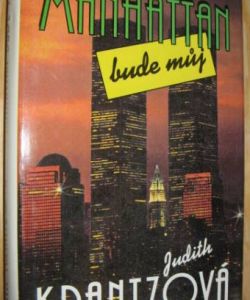 MANHATTAN
bude můj
Judith
KRANTZOVÁ